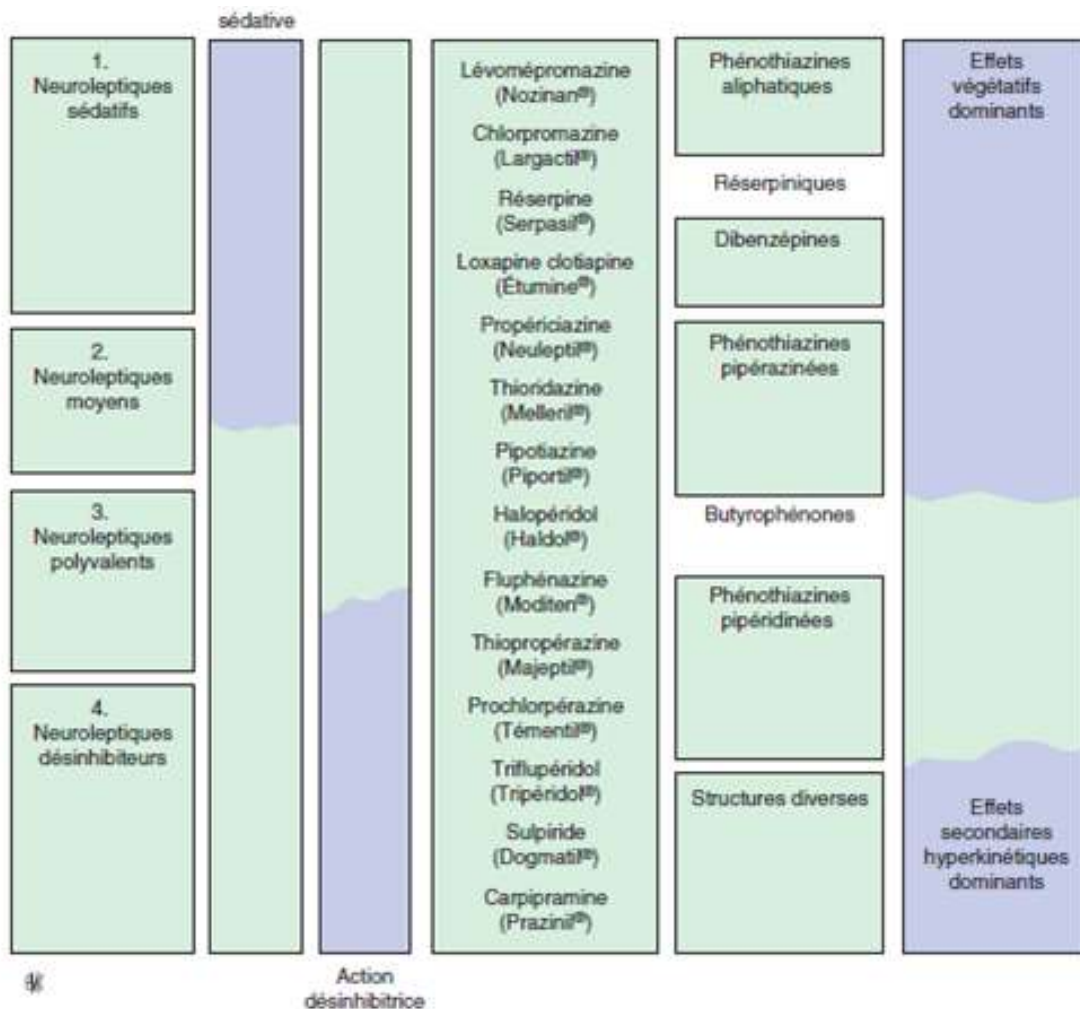 sédative
1.
Neuroleptiques
sédatifs
2.
Neuroleptiques
moyens
3.
Neuroleptiques
polyvalents
4.
Neuroleptiques
désinhibiteurs
Action
désinhibitrice
Lévomépromazine
(Nozinan®)
Chlorpromazine
(Largactil®)
Réserpine
(Serpasil®)
Loxapine clotiapine
(Étumine®)
Propériciazine
(Neuleptil®)
Thioridazine
(Melleril®)
Pipotiazine
(Piportil®)
Halopéridol
(Haldol®)
Fluphénazine
(Moditen®)
Thiopropérazine
(Majeptil®)
Prochlorpérazine
(Témentil®)
Triflupéridol
(Tripéridol®)
Sulpiride
(Dogmatil®)
Carpipramine
(Prazinil®)
Phénothiazines
aliphatiques
Réserpiniques
Dibenzépines
Phénothiazines
pipérazinées
Butyrophénones
Phénothiazines
pipéridinées
Structures diverses
Effets
végétatifs
dominants
Effets
secondaires
hyperkinétiques
dominants